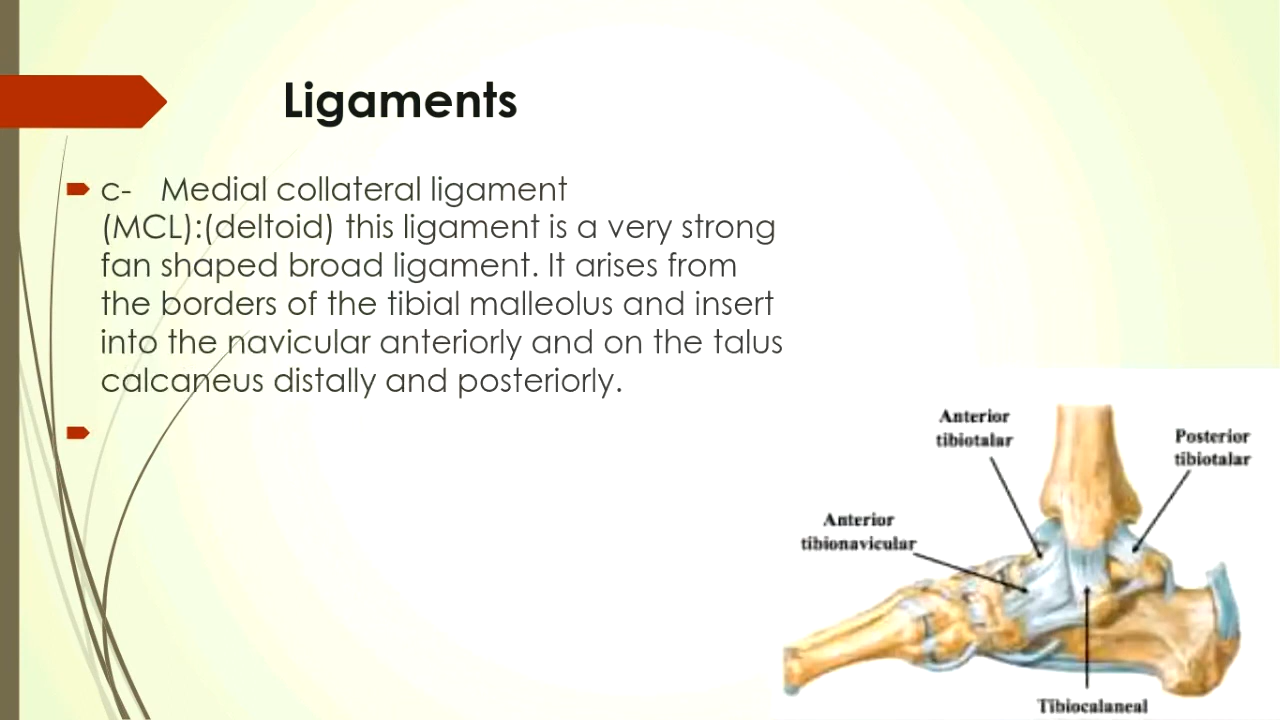 Ligaments
c- Medial collateral ligament
(MCL):(deltoid) this ligament is a very strong
fan shaped broad ligament. It arises from
the borders of the tibial malleolus and insert
into the navicular anteriorly and on the talus
calcaneus distally and posteriorly.
Anterior
tibiotalar
Posterior
tibiotalar
Anterior
tibionavicular
Tibiocalaneal